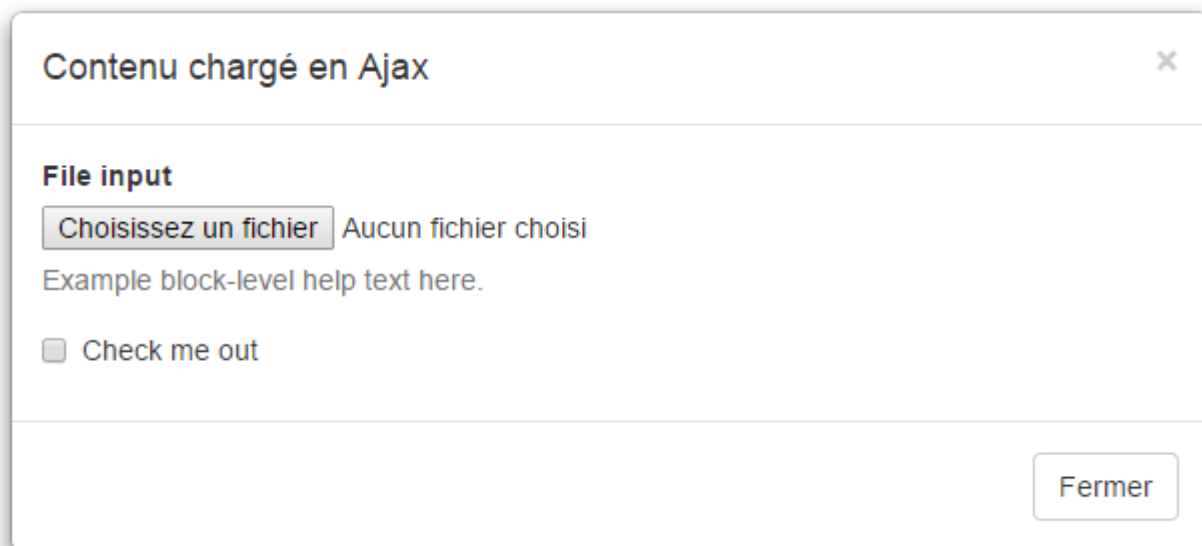 Contenu chargé en Ajax ×
File input
Choisissez un fichier Aucun fichier choisi
Example block-level help text here.
Check me out
Fermer